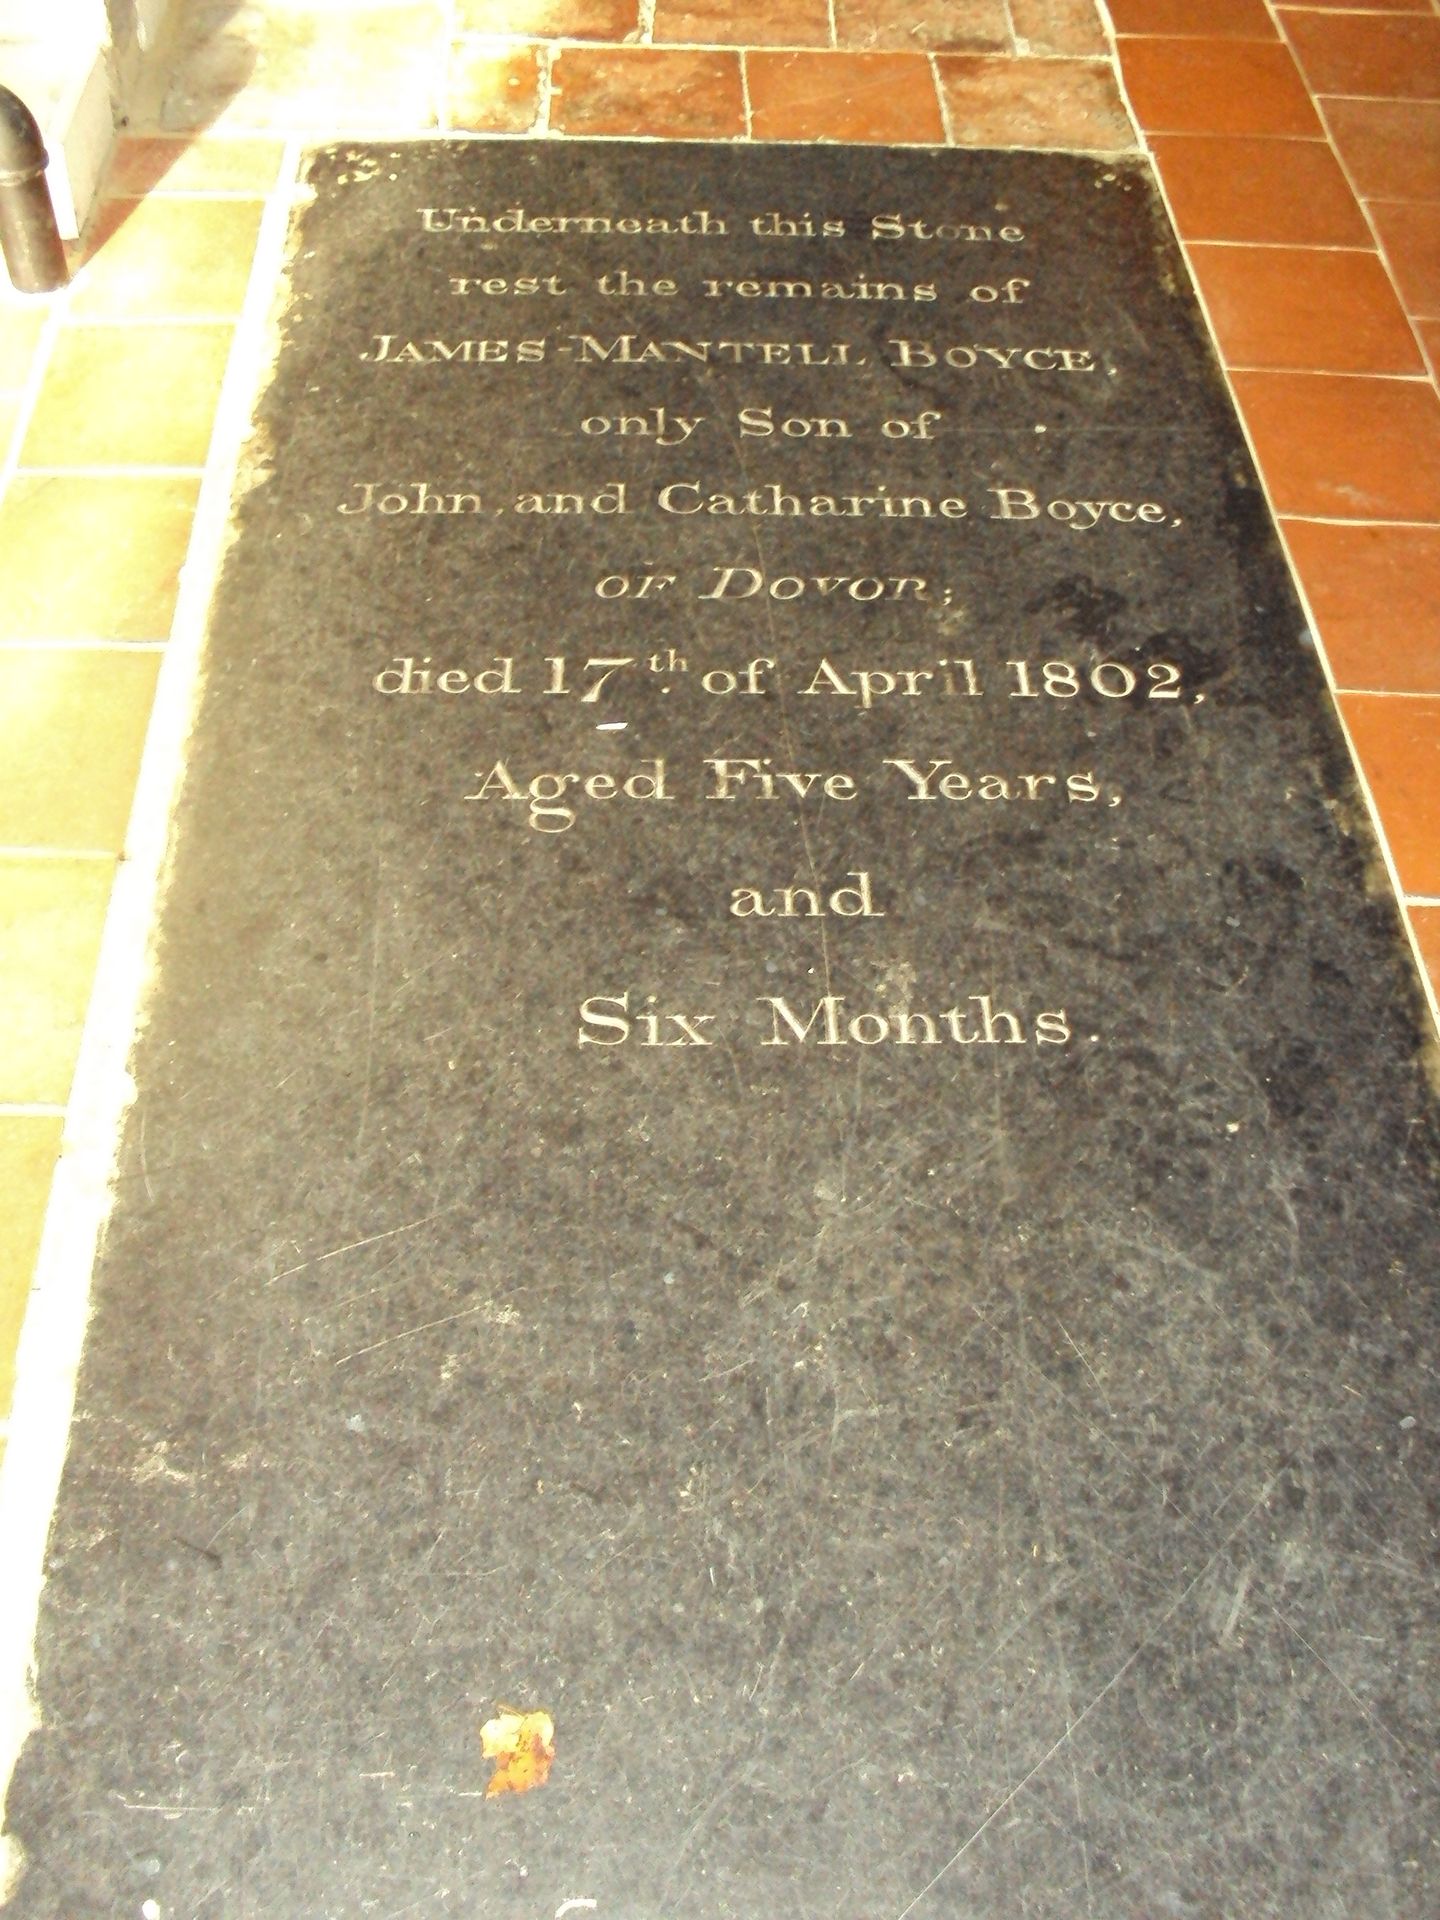 Underneath this Stone
rest the remains of
JAMES-MANTELL BOYCE,
only Son of
John, and Catharine Boyce,
OF DOVOR;
died 17th. of April 1802,
Aged Five Years,
and
Six Months.